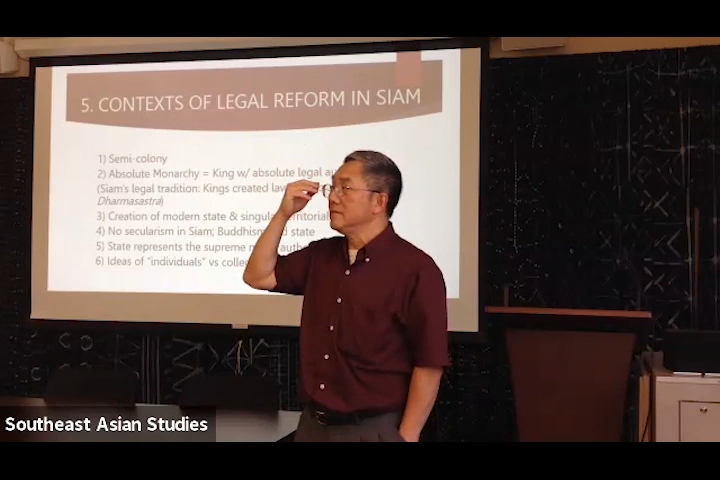 5. CONTEXTS OF LEGAL REFORM IN SIAM
1) Semi-colony
2) Absolute Monarchy = King w/ absolute legal
(Siam's legal tradition: Kings created law
Dharmasastra)
3) Creation of modern state & singular
4) No secularism in Siam; Buddhism state
5) State represents the supreme
6) Ideas of "individuals" vs
Southeast Asian Studies